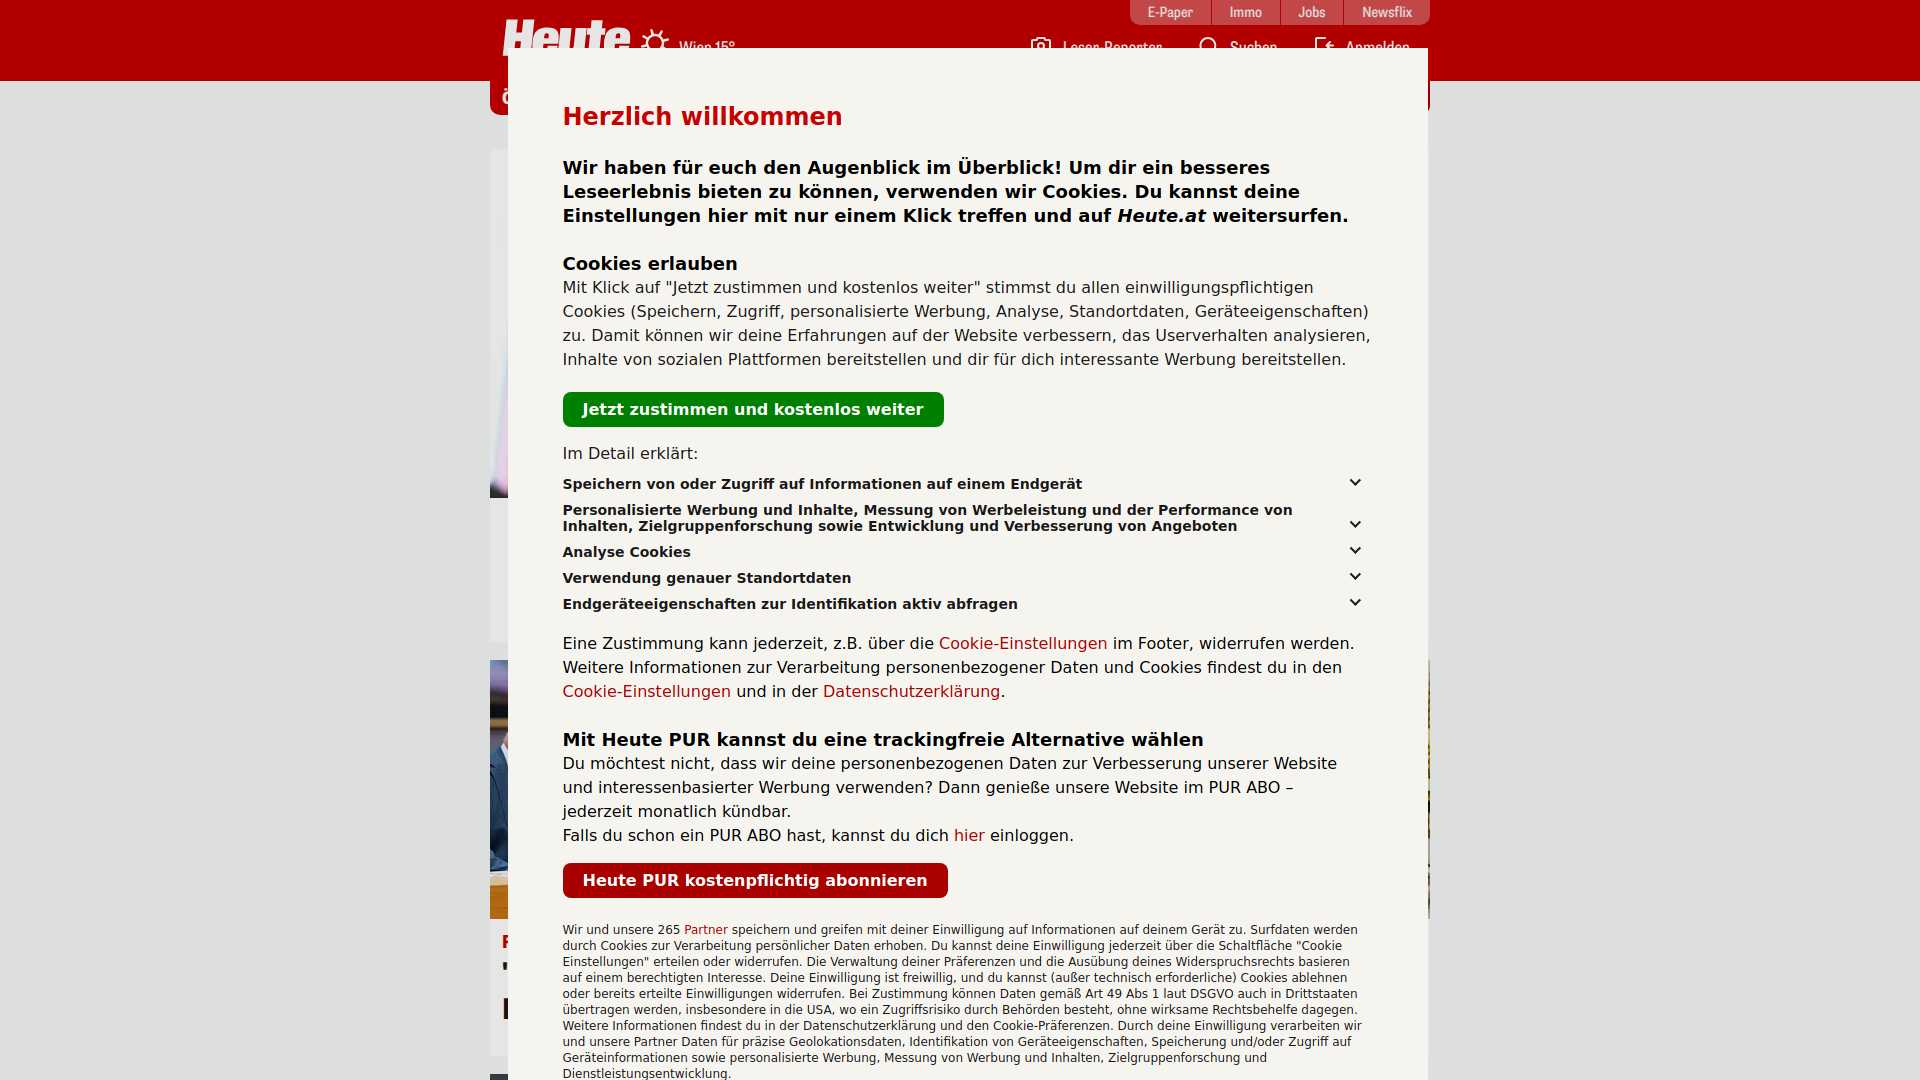 E-Paper
Immo
Jobs
Newsflix
Heute
Wien 15°
Leser-Reporter
Suchen
Anmelden
Herzlich willkommen
Wir haben für euch den Augenblick im Überblick! Um dir ein besseres
Leseerlebnis bieten zu können, verwenden wir Cookies. Du kannst deine
Einstellungen hier mit nur einem Klick treffen und auf Heute.at weitersurfen.
Cookies erlauben
Mit Klick auf "Jetzt zustimmen und kostenlos weiter" stimmst du allen einwilligungspflichtigen
Cookies (Speichern, Zugriff, personalisierte Werbung, Analyse, Standortdaten, Geräteeigenschaften)
zu. Damit können wir deine Erfahrungen auf der Website verbessern, das Userverhalten analysieren,
Inhalte von sozialen Plattformen bereitstellen und dir für dich interessante Werbung bereitstellen.
Jetzt zustimmen und kostenlos weiter
Im Detail erklärt:
Speichern von oder Zugriff auf Informationen auf einem Endgerät
Personalisierte Werbung und Inhalte, Messung von Werbeleistung und der Performance von
Inhalten, Zielgruppenforschung sowie Entwicklung und Verbesserung von Angeboten
Analyse Cookies
Verwendung genauer Standortdaten
Endgeräteeigenschaften zur Identifikation aktiv abfragen
Eine Zustimmung kann jederzeit, z.B. über die Cookie-Einstellungen im Footer, widerrufen werden.
Weitere Informationen zur Verarbeitung personenbezogener Daten und Cookies findest du in den
Cookie-Einstellungen und in der Datenschutzerklärung.
Mit Heute PUR kannst du eine trackingfreie Alternative wählen
Du möchtest nicht, dass wir deine personenbezogenen Daten zur Verbesserung unserer Website
und interessenbasierter Werbung verwenden? Dann genieße unsere Website im PUR ABO –
jederzeit monatlich kündbar.
Falls du schon ein PUR ABO hast, kannst du dich hier einloggen.
Heute PUR kostenpflichtig abonnieren
Wir und unsere 265 Partner speichern und greifen mit deiner Einwilligung auf Informationen auf deinem Gerät zu. Surfdaten werden
durch Cookies zur Verarbeitung persönlicher Daten erhoben. Du kannst deine Einwilligung jederzeit über die Schaltfläche "Cookie
Einstellungen" erteilen oder widerrufen. Die Verwaltung deiner Präferenzen und die Ausübung deines Widerspruchsrechts basieren
auf einem berechtigten Interesse. Deine Einwilligung ist freiwillig, und du kannst (außer technisch erforderliche) Cookies ablehnen
oder bereits erteilte Einwilligungen widerrufen. Bei Zustimmung können Daten gemäß Art 49 Abs 1 laut DSGVO auch in Drittstaaten
übertragen werden, insbesondere in die USA, wo ein Zugriffsrisiko durch Behörden besteht, ohne wirksame Rechtsbehelfe dagegen.
Weitere Informationen findest du in der Datenschutzerklärung und den Cookie-Präferenzen. Durch deine Einwilligung verarbeiten wir
und unsere Partner Daten für präzise Geolokationsdaten, Identifikation von Geräteeigenschaften, Speicherung und/oder Zugriff auf
Geräteinformationen sowie personalisierte Werbung, Messung von Werbung und Inhalten, Zielgruppenforschung und
Dienstleistungsentwicklung.